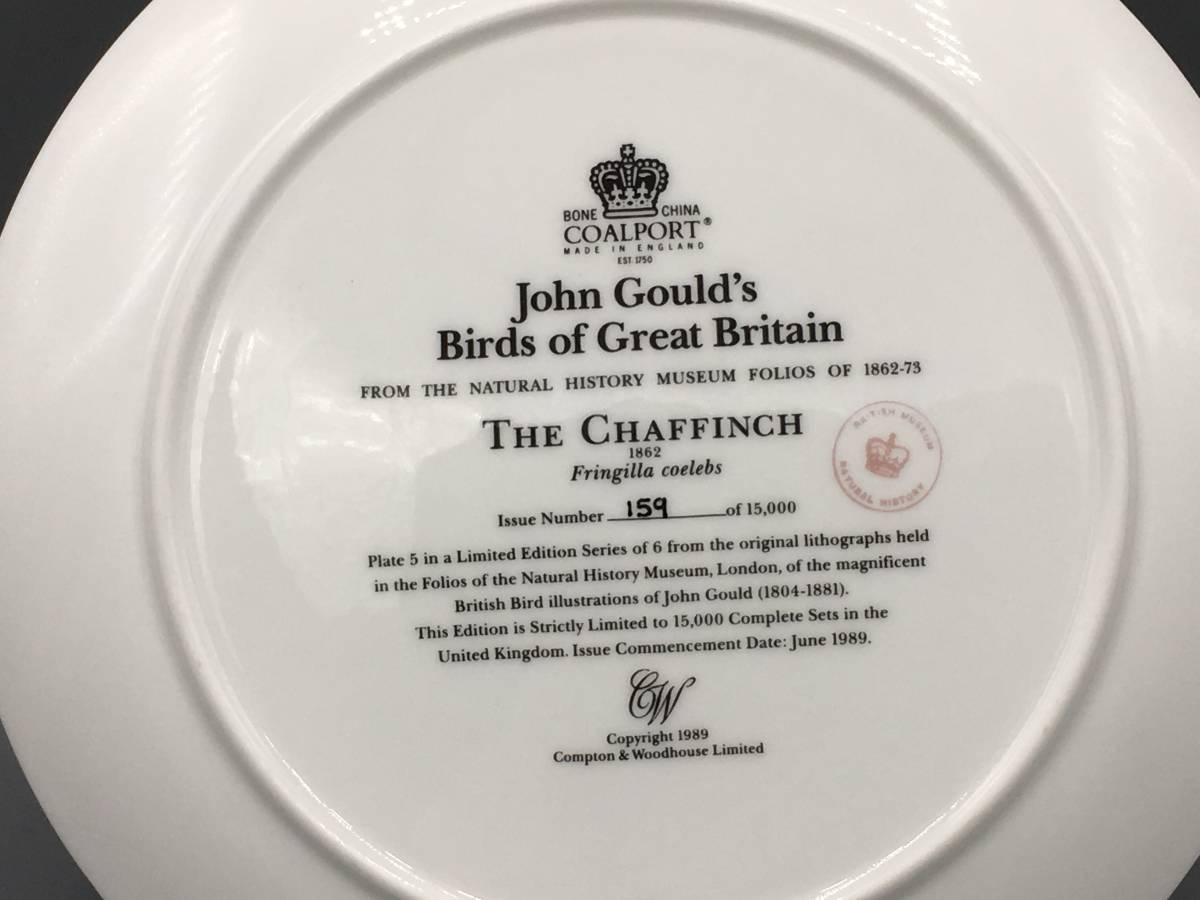 BONE CHINA
COALPORT®
MADE IN ENGLAND
EST. 1750
John Gould's
Birds of Great Britain
FROM THE NATURAL HISTORY MUSEUM FOLIOS OF 1862-73
THE CHAFFINCH
1862
Fringilla coelebs
BRITISH MUSEUM
NATURAL HISTORY
Issue Number 159 of 15,000
Plate 5 in a Limited Edition Series of 6 from the original lithographs held
in the Folios of the Natural History Museum, London, of the magnificent
British Bird illustrations of John Gould (1804-1881).
This Edition is Strictly Limited to 15,000 Complete Sets in the
United Kingdom. Issue Commencement Date: June 1989.
CW
Copyright 1989
Compton & Woodhouse Limited